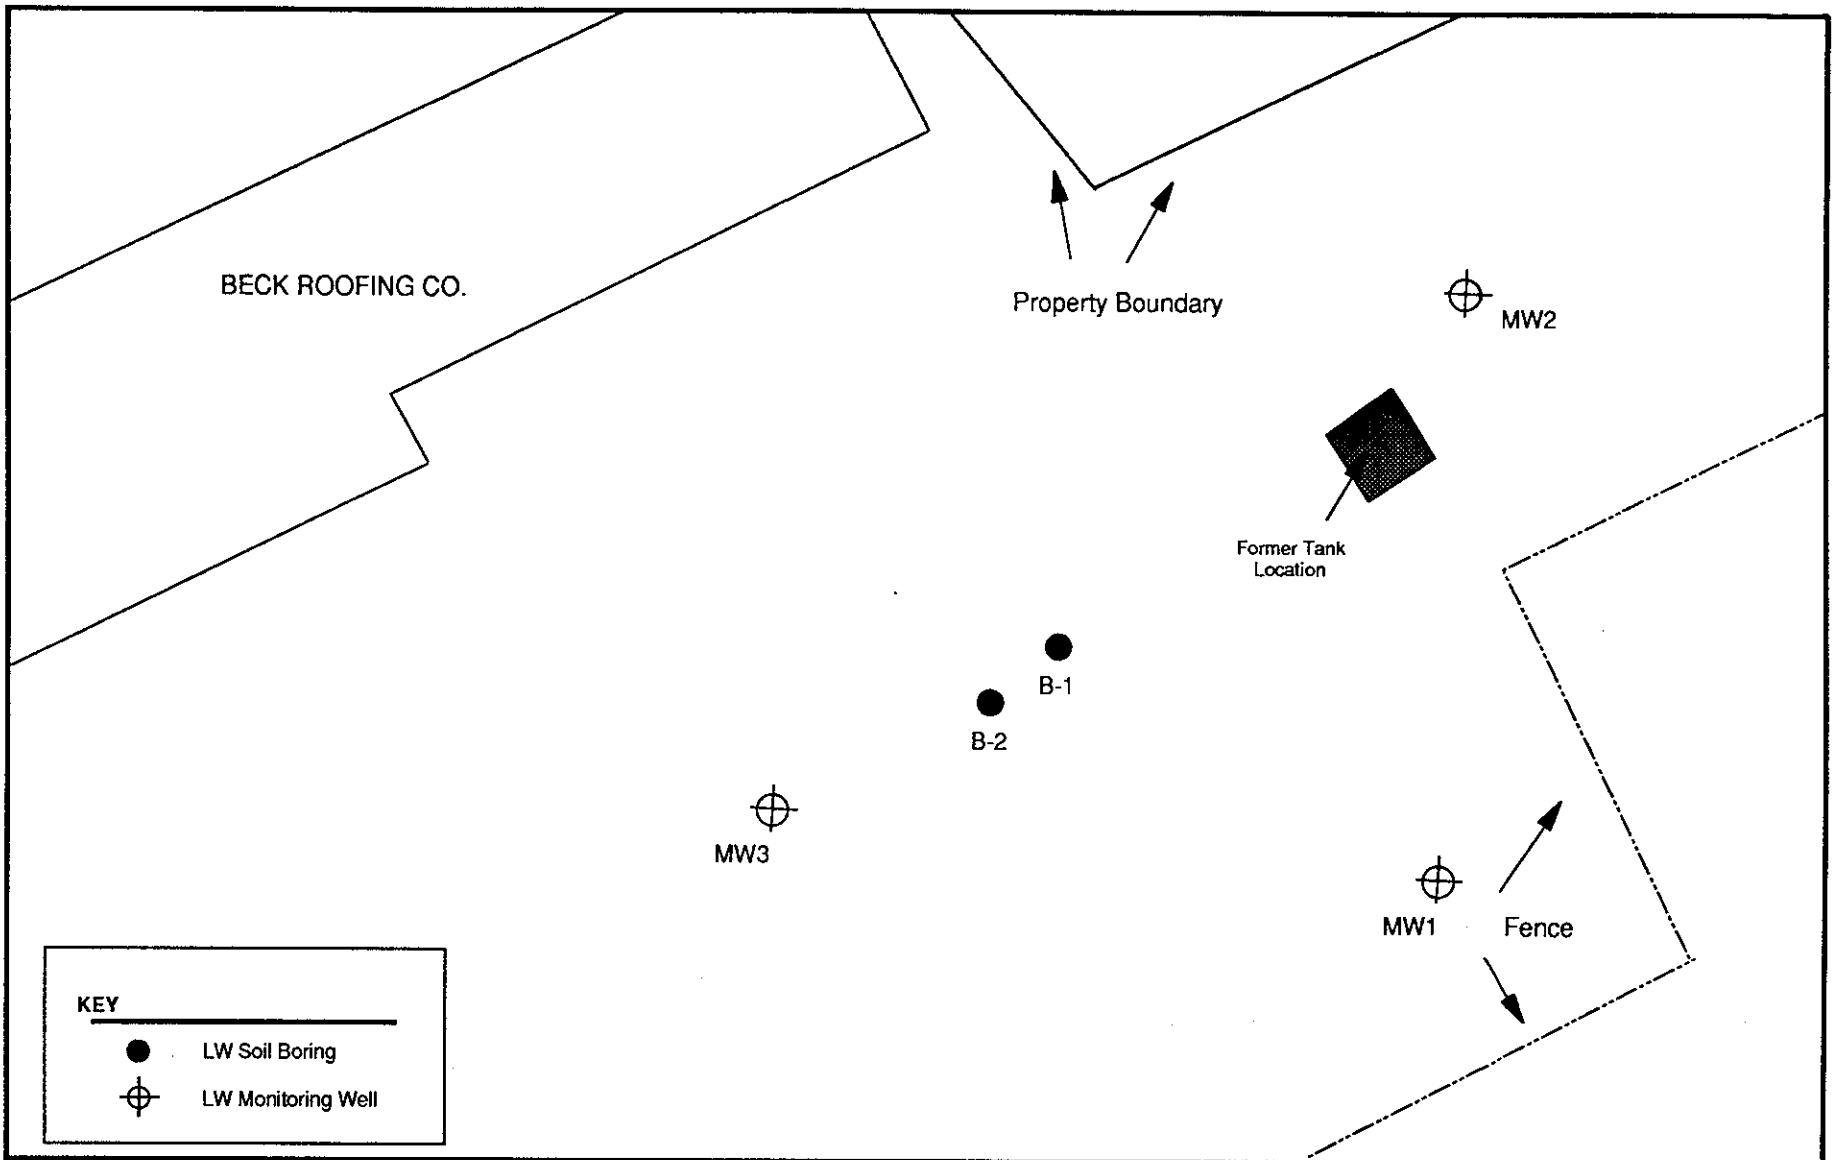 BECK ROOFING CO.
Property Boundary
MW2
Former Tank
Location
B-1
B-2
MW3
MW1
Fence
KEY
LW Soil Boring
LW Monitoring Well